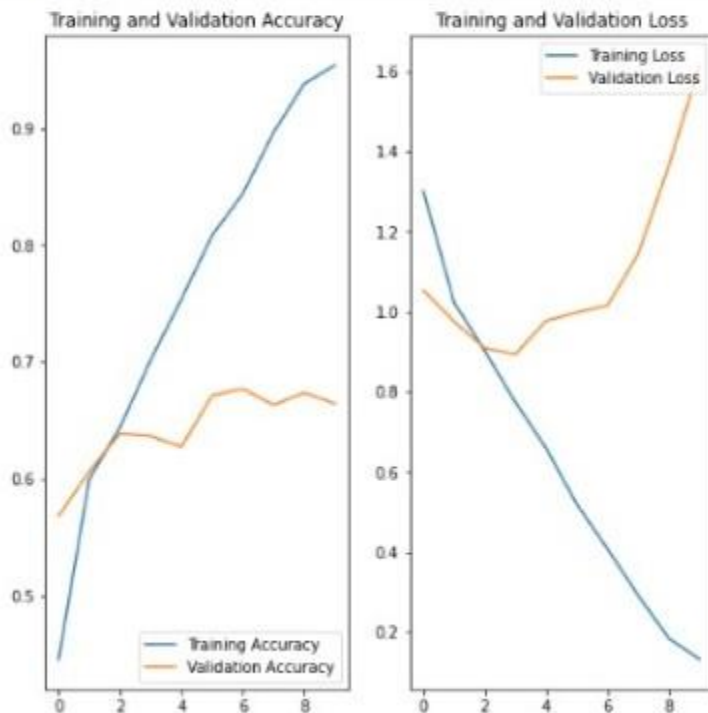 Training and Validation Accuracy
0.9
0.8
0.7
0.6
0.5
Training Accuracy
Validation Accuracy
0 2 4 6 8
Training and Validation Loss
Training Loss
Validation Loss
1.6
1.4
1.2
1.0
0.8
0.6
0.4
0.2
0 2 4 6 8